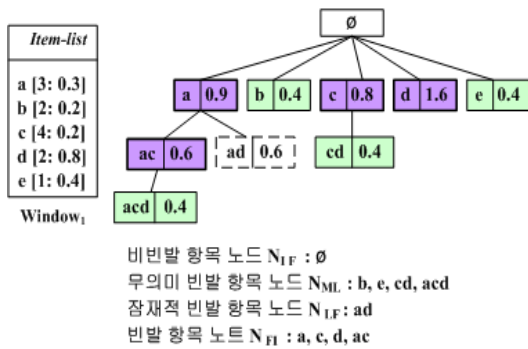 Item-list
a [3: 0.3]
b [2: 0.2]
c [4: 0.2]
d [2: 0.8]
e [1: 0.4]
Window1
Ø
a 0.9
b 0.4
c 0.8
d 1.6
e 0.4
ac 0.6
ad 0.6
cd 0.4
acd 0.4
비빈발 항목 노드 NIF : Ø
무의미 빈발 항목 노드 NML : b, e, cd, acd
잠재적 빈발 항목 노드 NLF : ad
빈발 항목 노트 NFI : a, c, d, ac